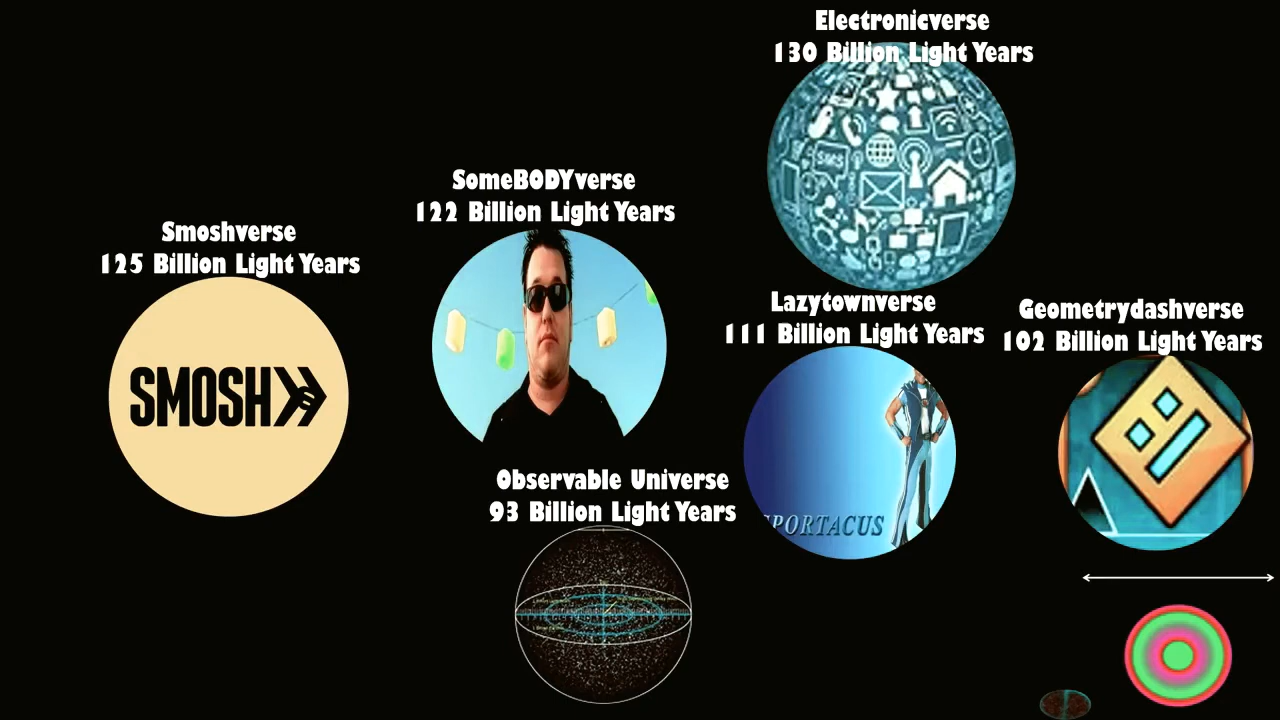 Electronicverse
130 Billion Light Years
SMS
SomeBODYverse
122 Billion Light Years
Smoshverse
125 Billion Light Years
SMOSH
Lazytownverse
111 Billion Light Years
Geometrydashverse
102 Billion Light Years
SPORTACUS
Observable Universe
93 Billion Light Years